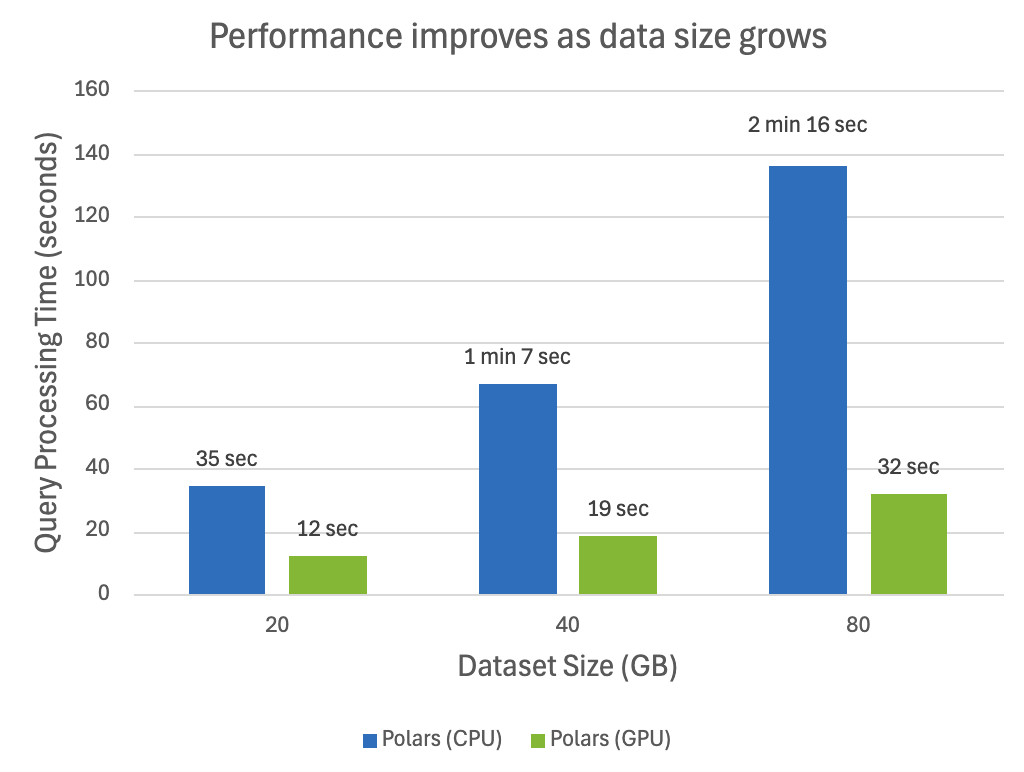 Performance improves as data size grows
Query Processing Time (seconds)
160
140
120
100
80
60
40
20
0
35 sec
12 sec
1 min 7 sec
19 sec
2 min 16 sec
32 sec
20
40
80
Dataset Size (GB)
Polars (CPU)
Polars (GPU)